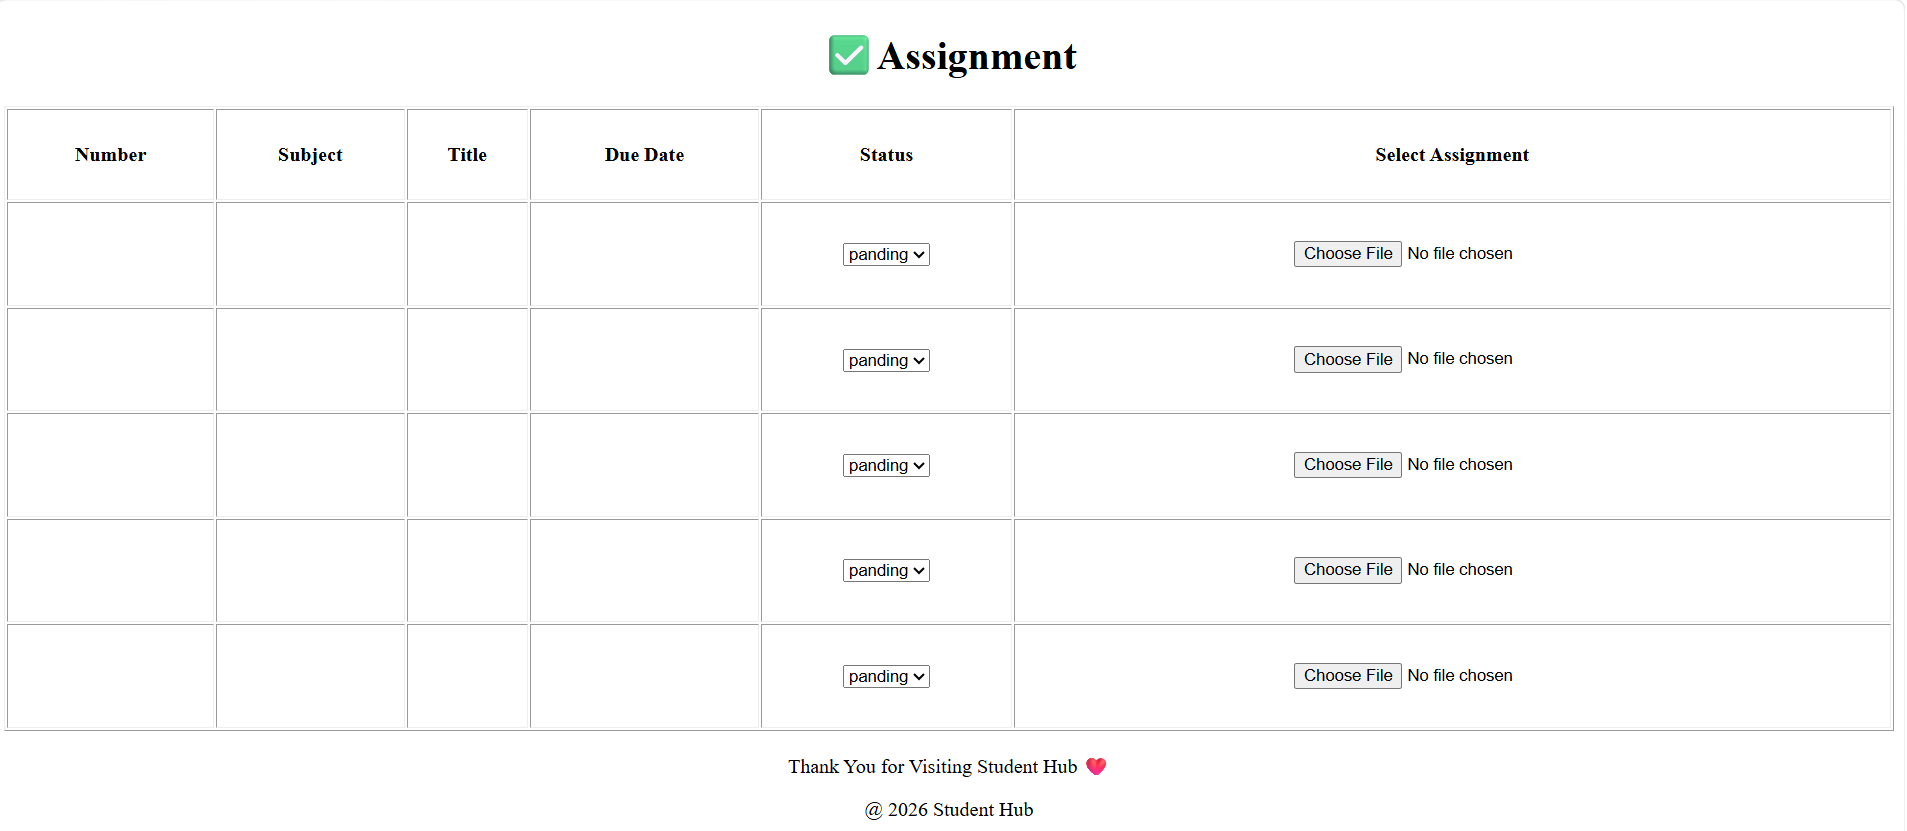 ✅ Assignment
Number Subject Title Due Date Status Select Assignment
panding Choose File No file chosen
panding Choose File No file chosen
panding Choose File No file chosen
panding Choose File No file chosen
panding Choose File No file chosen
Thank You for Visiting Student Hub ❤️
@ 2026 Student Hub